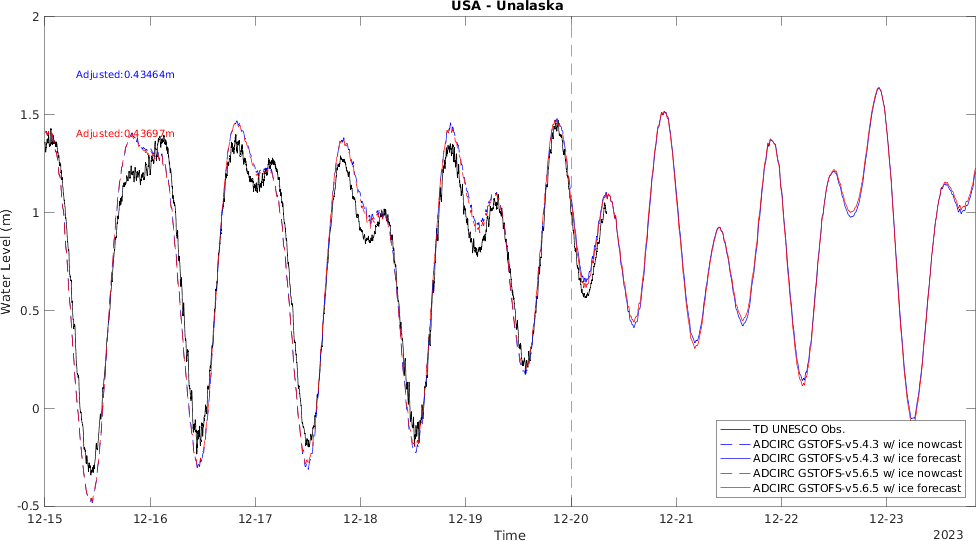 USA - Unalaska
2
1.5
1
0.5
0
-0.5
Water Level (m)
Adjusted:0.43464m
Adjusted:0.43697m
TD UNESCO Obs.
ADCIRC GSTOFS-v5.4.3 w/ ice nowcast
ADCIRC GSTOFS-v5.4.3 w/ ice forecast
ADCIRC GSTOFS-v5.6.5 w/ ice nowcast
ADCIRC GSTOFS-v5.6.5 w/ ice forecast
12-15 12-16 12-17 12-18 12-19 12-20 12-21 12-22 12-23
Time
2023